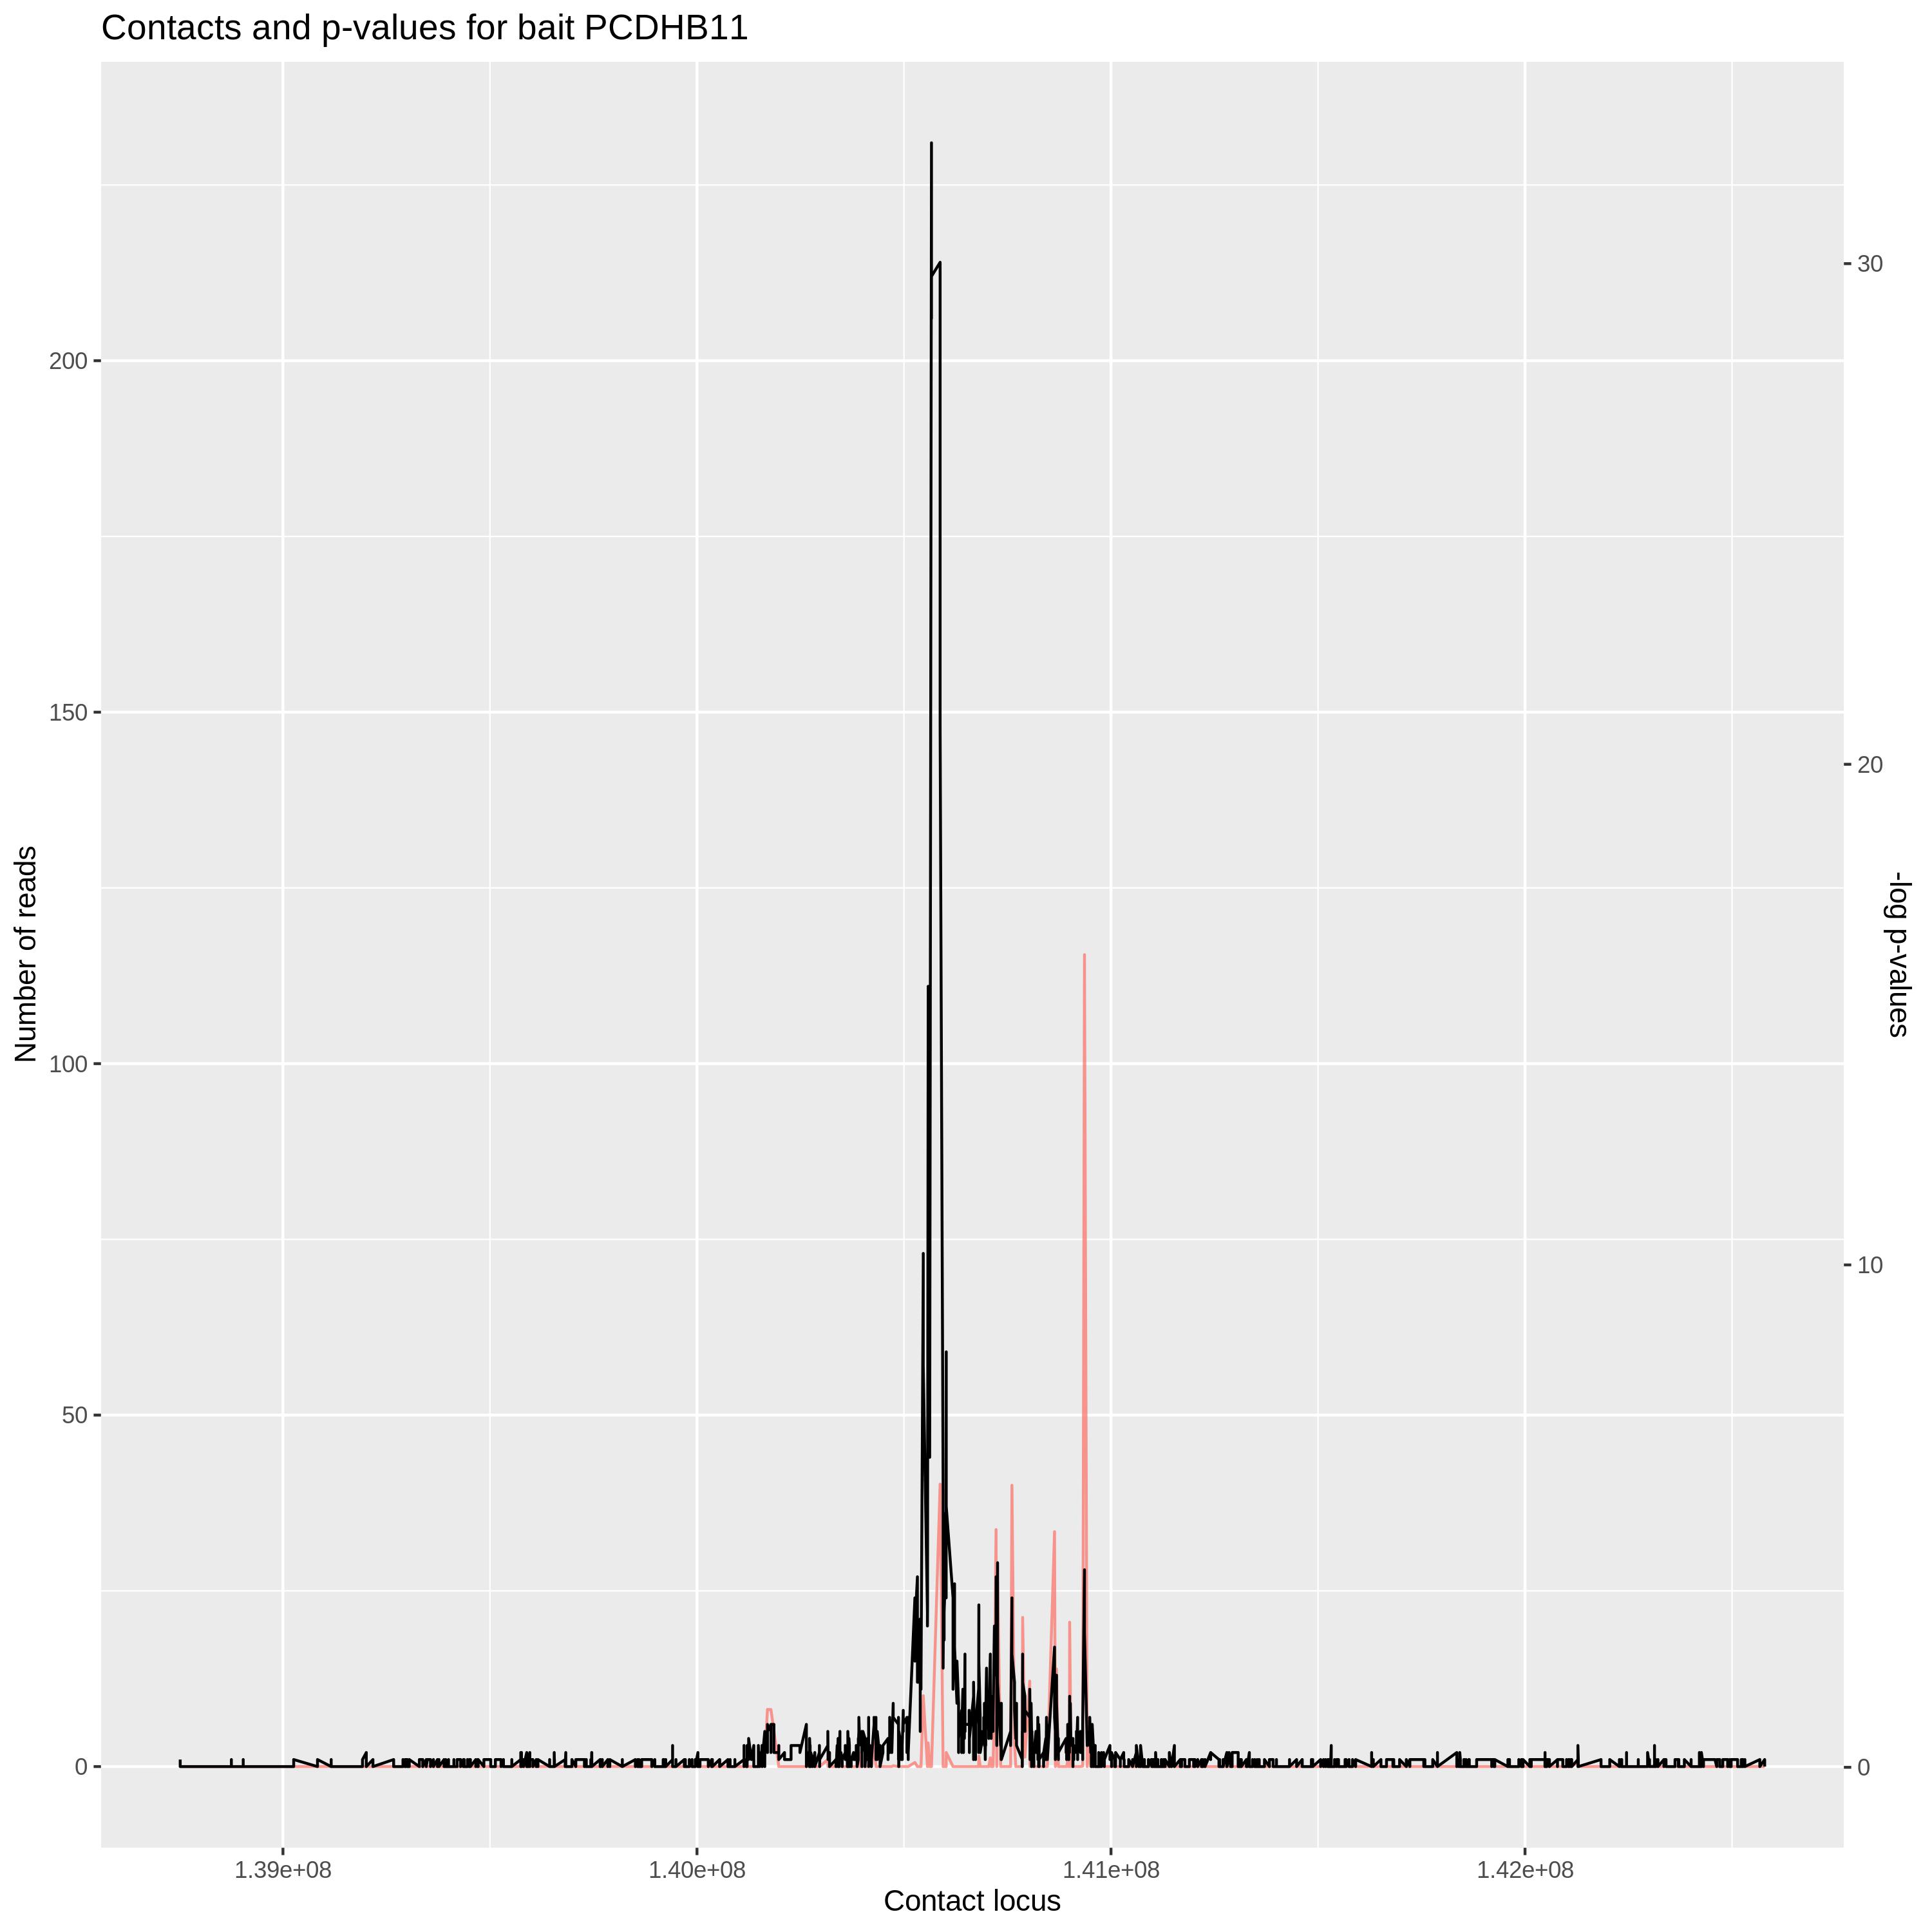 Contacts and p-values for bait PCDHB11
Number of reads
200
150
100
50
0
30
20
10
0
-log p-values
1.39e+08
1.40e+08
1.41e+08
1.42e+08
Contact locus